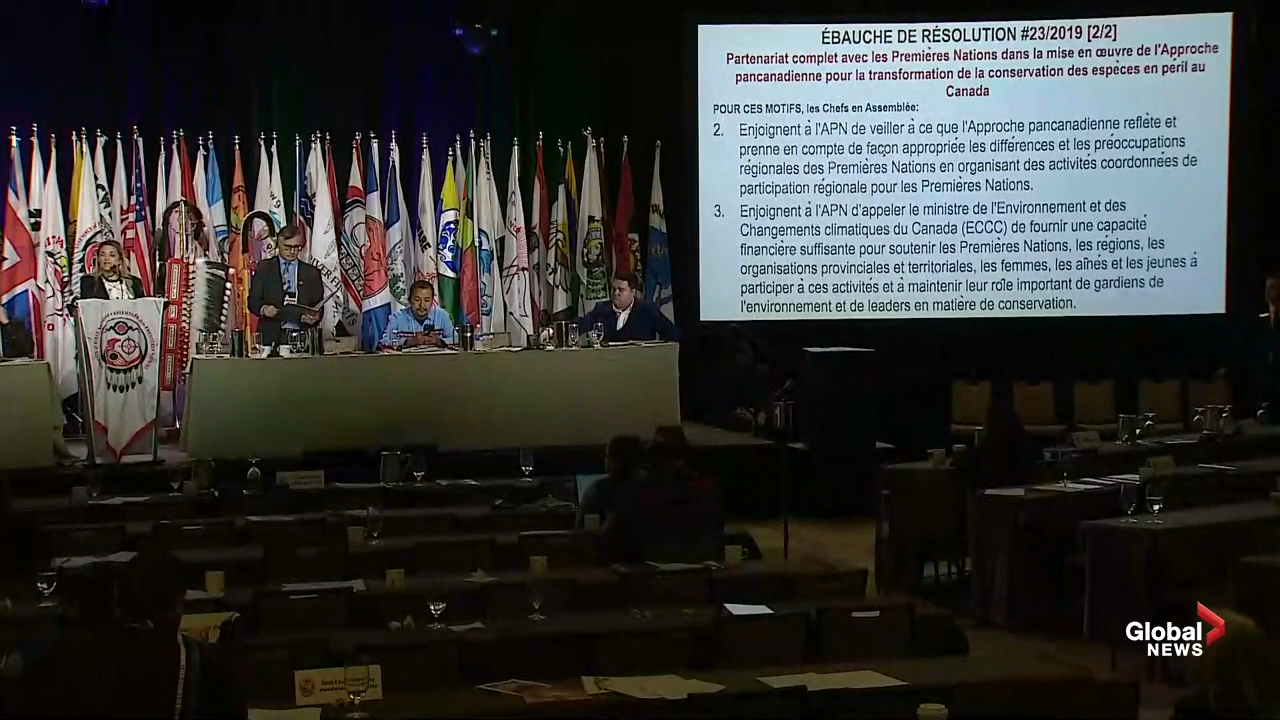 ÉBAUCHE DE RÉSOLUTION #23/2019 [2/2]
Partenariat complet avec les Premières Nations dans la mise en œuvre de l'Approche
pancanadienne pour la transformation de la conservation des espèces en péril au
Canada
POUR CES MOTIFS, les Chefs en Assemblée:
2. Enjoignent à l'APN de veiller à ce que l'Approche pancanadienne reflète et
prenne en compte de façon appropriée les différences et les préoccupations
régionales des Premières Nations en organisant des activités coordonnées de
participation régionale pour les Premières Nations.
3. Enjoignent à l'APN d'appeler le ministre de l'Environnement et des
Changements climatiques du Canada (ECCC) de fournir une capacité
financière suffisante pour soutenir les Premières Nations, les régions, les
organisations provinciales et territoriales, les femmes, les aînés et les jeunes à
participer à ces activités et à maintenir leur rôle important de gardiens de
l'environnement et de leaders en matière de conservation.
Global
NEWS